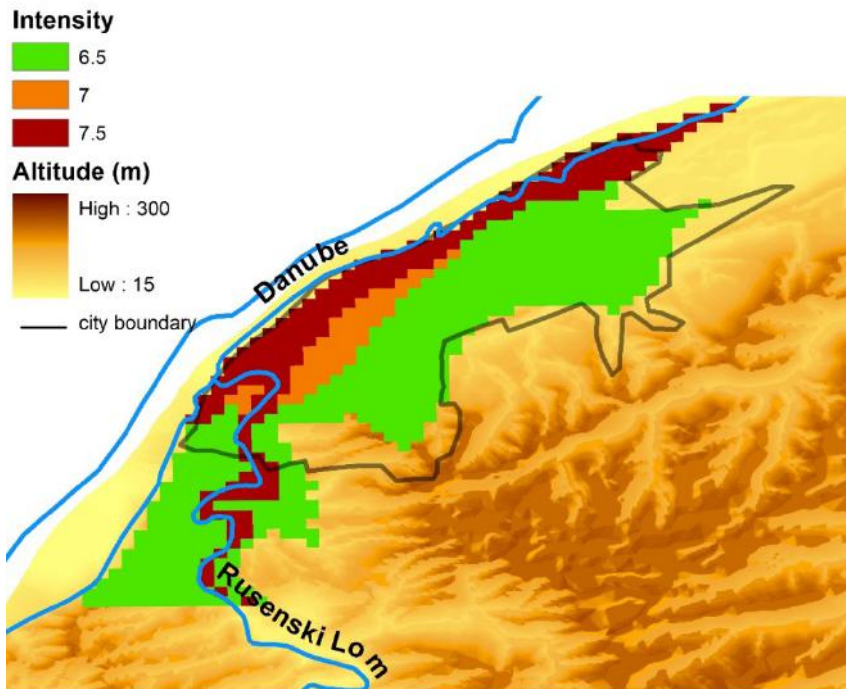 Intensity
6.5
7
7.5
Altitude (m)
High : 300
Low : 15
city boundary
Danube
Rusenski Lom